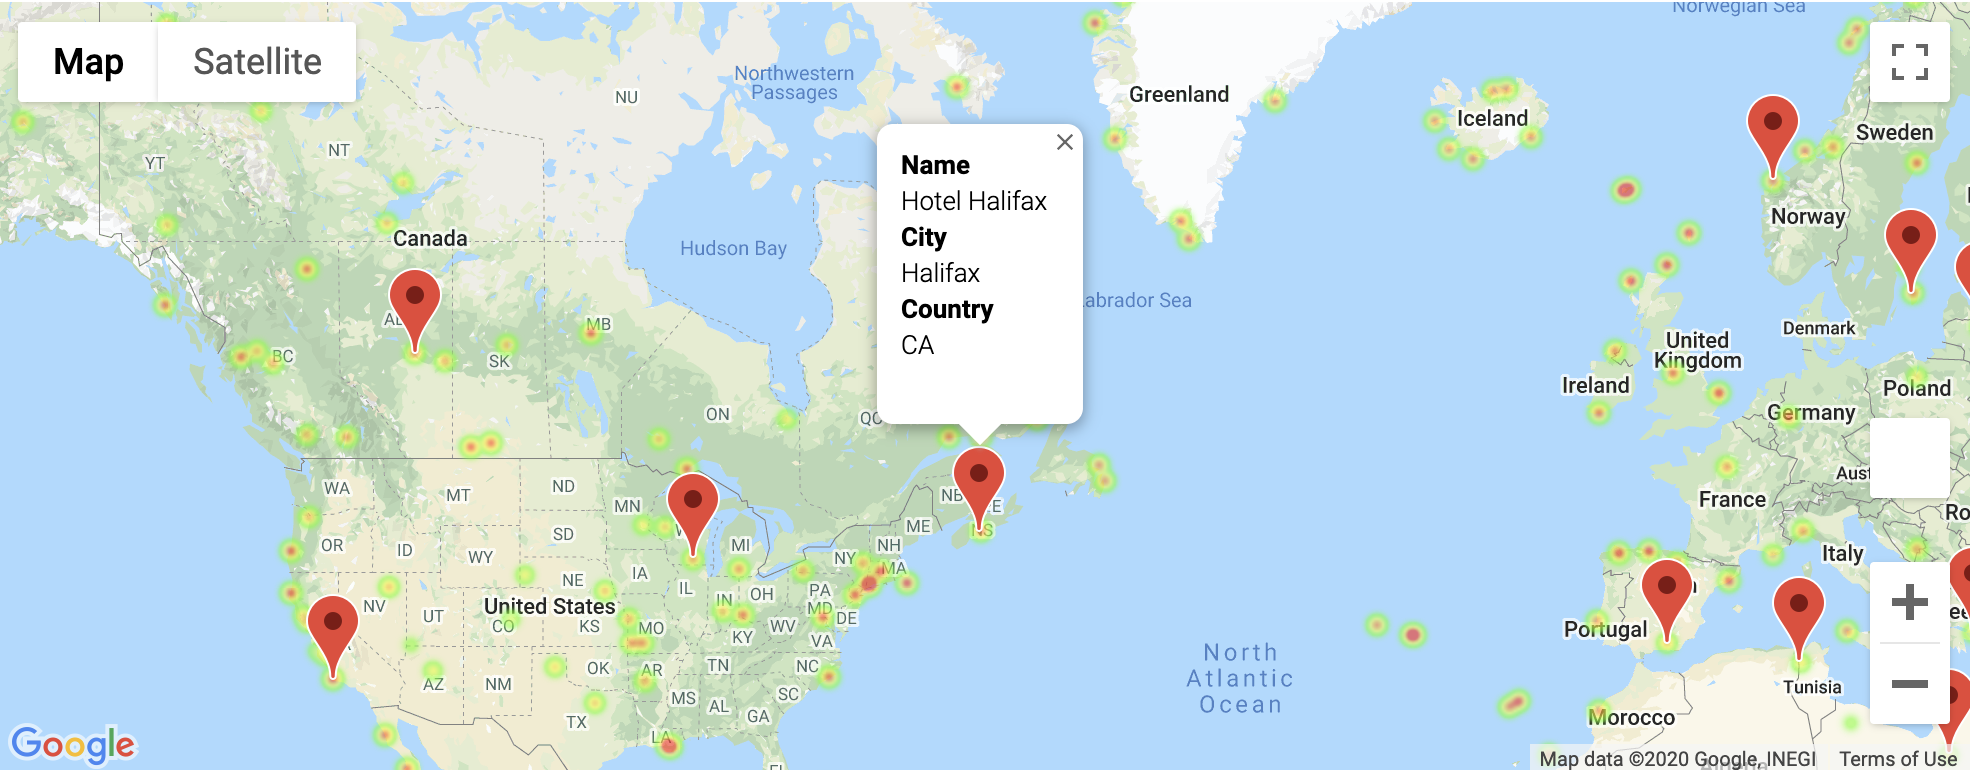 Map
Satellite
Norwegian Sea
Northwestern
Passages
NU
Greenland
Iceland
Sweden
NT
YT
Name
Hotel Halifax
City
Halifax
Country
CA
Norway
Canada
Hudson Bay
Labrador Sea
MB
BC
SK
Denmark
United
Kingdom
Ireland
Poland
ON
QC
Germany
WA
MT
ND
MN
NB
ME
NS
France
OR
ID
WY
SD
IA
MI
NY
NH
MA
Italy
NV
UT
CO
NE
IL
IN
OH
PA
MD
DE
United States
KS
MO
KY
WV
VA
Portugal
AZ
NM
OK
AR
TN
NC
North
Atlantic
Ocean
TX
MS
AL
GA
SC
LA
Tunisia
Morocco
Algeria
Google
Map data ©2020 Google, INEGI
Terms of Use